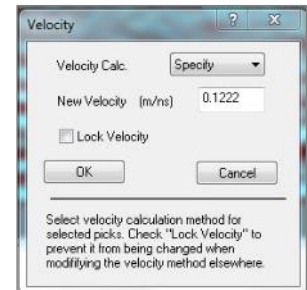 Velocity
Velocity Calc. Specify
New Velocity (m/ns) 0.1222
Lock Velocity
OK Cancel
Select velocity calculation method for
selected picks. Check "Lock Velocity" to
prevent it from being changed when
modifiying the velocity method elsewhere.